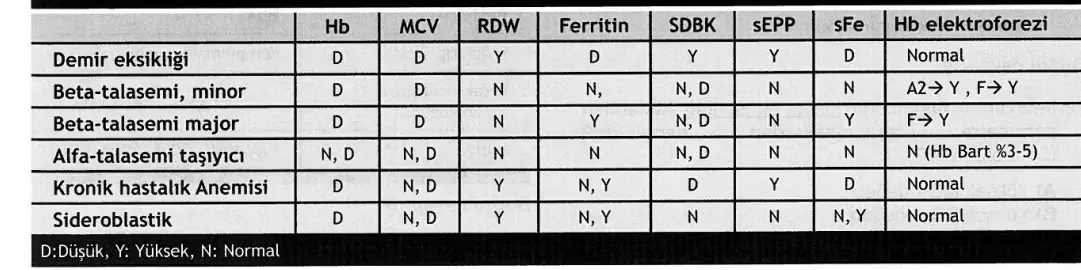 Hb MCV RDW Ferritin SDBK sEPP sFe Hb elektroforezi
Demir eksikliği D D Y D Y Y D Normal
Beta-talasemi, minor D D N N, N, D N N A2→ Y , F→ Y
Beta-talasemi major D D N Y N, D N Y F→ Y
Alfa-talasemi taşıyıcı N, D N, D N N N, D N N N (Hb Bart %3-5)
Kronik hastalık Anemisi D N, D Y N, Y D Y D Normal
Sideroblastik D N, D Y N, Y N N N, Y Normal
D:Düşük, Y: Yüksek, N: Normal